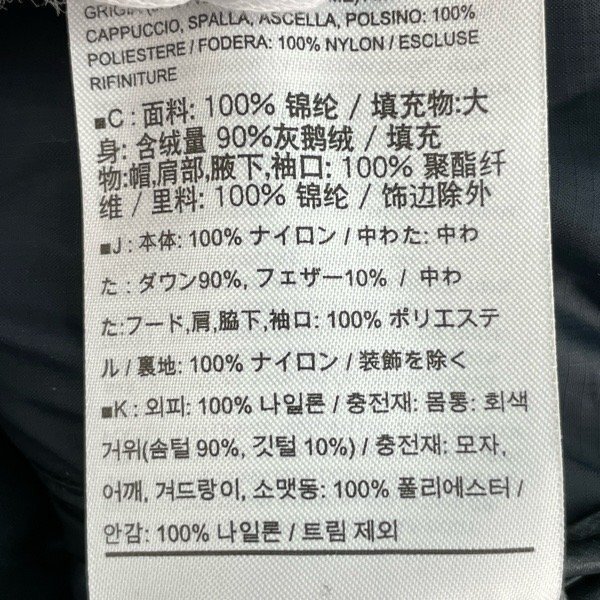 GRIGIA
CAPPUCCIO, SPALLA, ASCELLA, POLSINO: 100%
POLIESTERE / FODERA: 100% NYLON / ESCLUSE
RIFINITURE
■C : 面料: 100% 锦纶 / 填充物:大
身: 含绒量 90%灰鹅绒 / 填充
物:帽,肩部,腋下,袖口: 100% 聚酯纤
维 / 里料: 100% 锦纶 / 饰边除外
■J : 本体: 100% ナイロン / 中わた: 中わ
た: ダウン90%, フェザー10% / 中わ
た:フード,肩,脇下,袖口: 100% ポリエステ
ル / 裏地: 100% ナイロン / 装飾を除く
■K : 외피: 100% 나일론 / 충전재: 몸통: 회색
거위(솜털 90%, 깃털 10%) / 충전재: 모자,
어깨, 겨드랑이, 소맷동: 100% 폴리에스터 /
안감: 100% 나일론 / 트림 제외